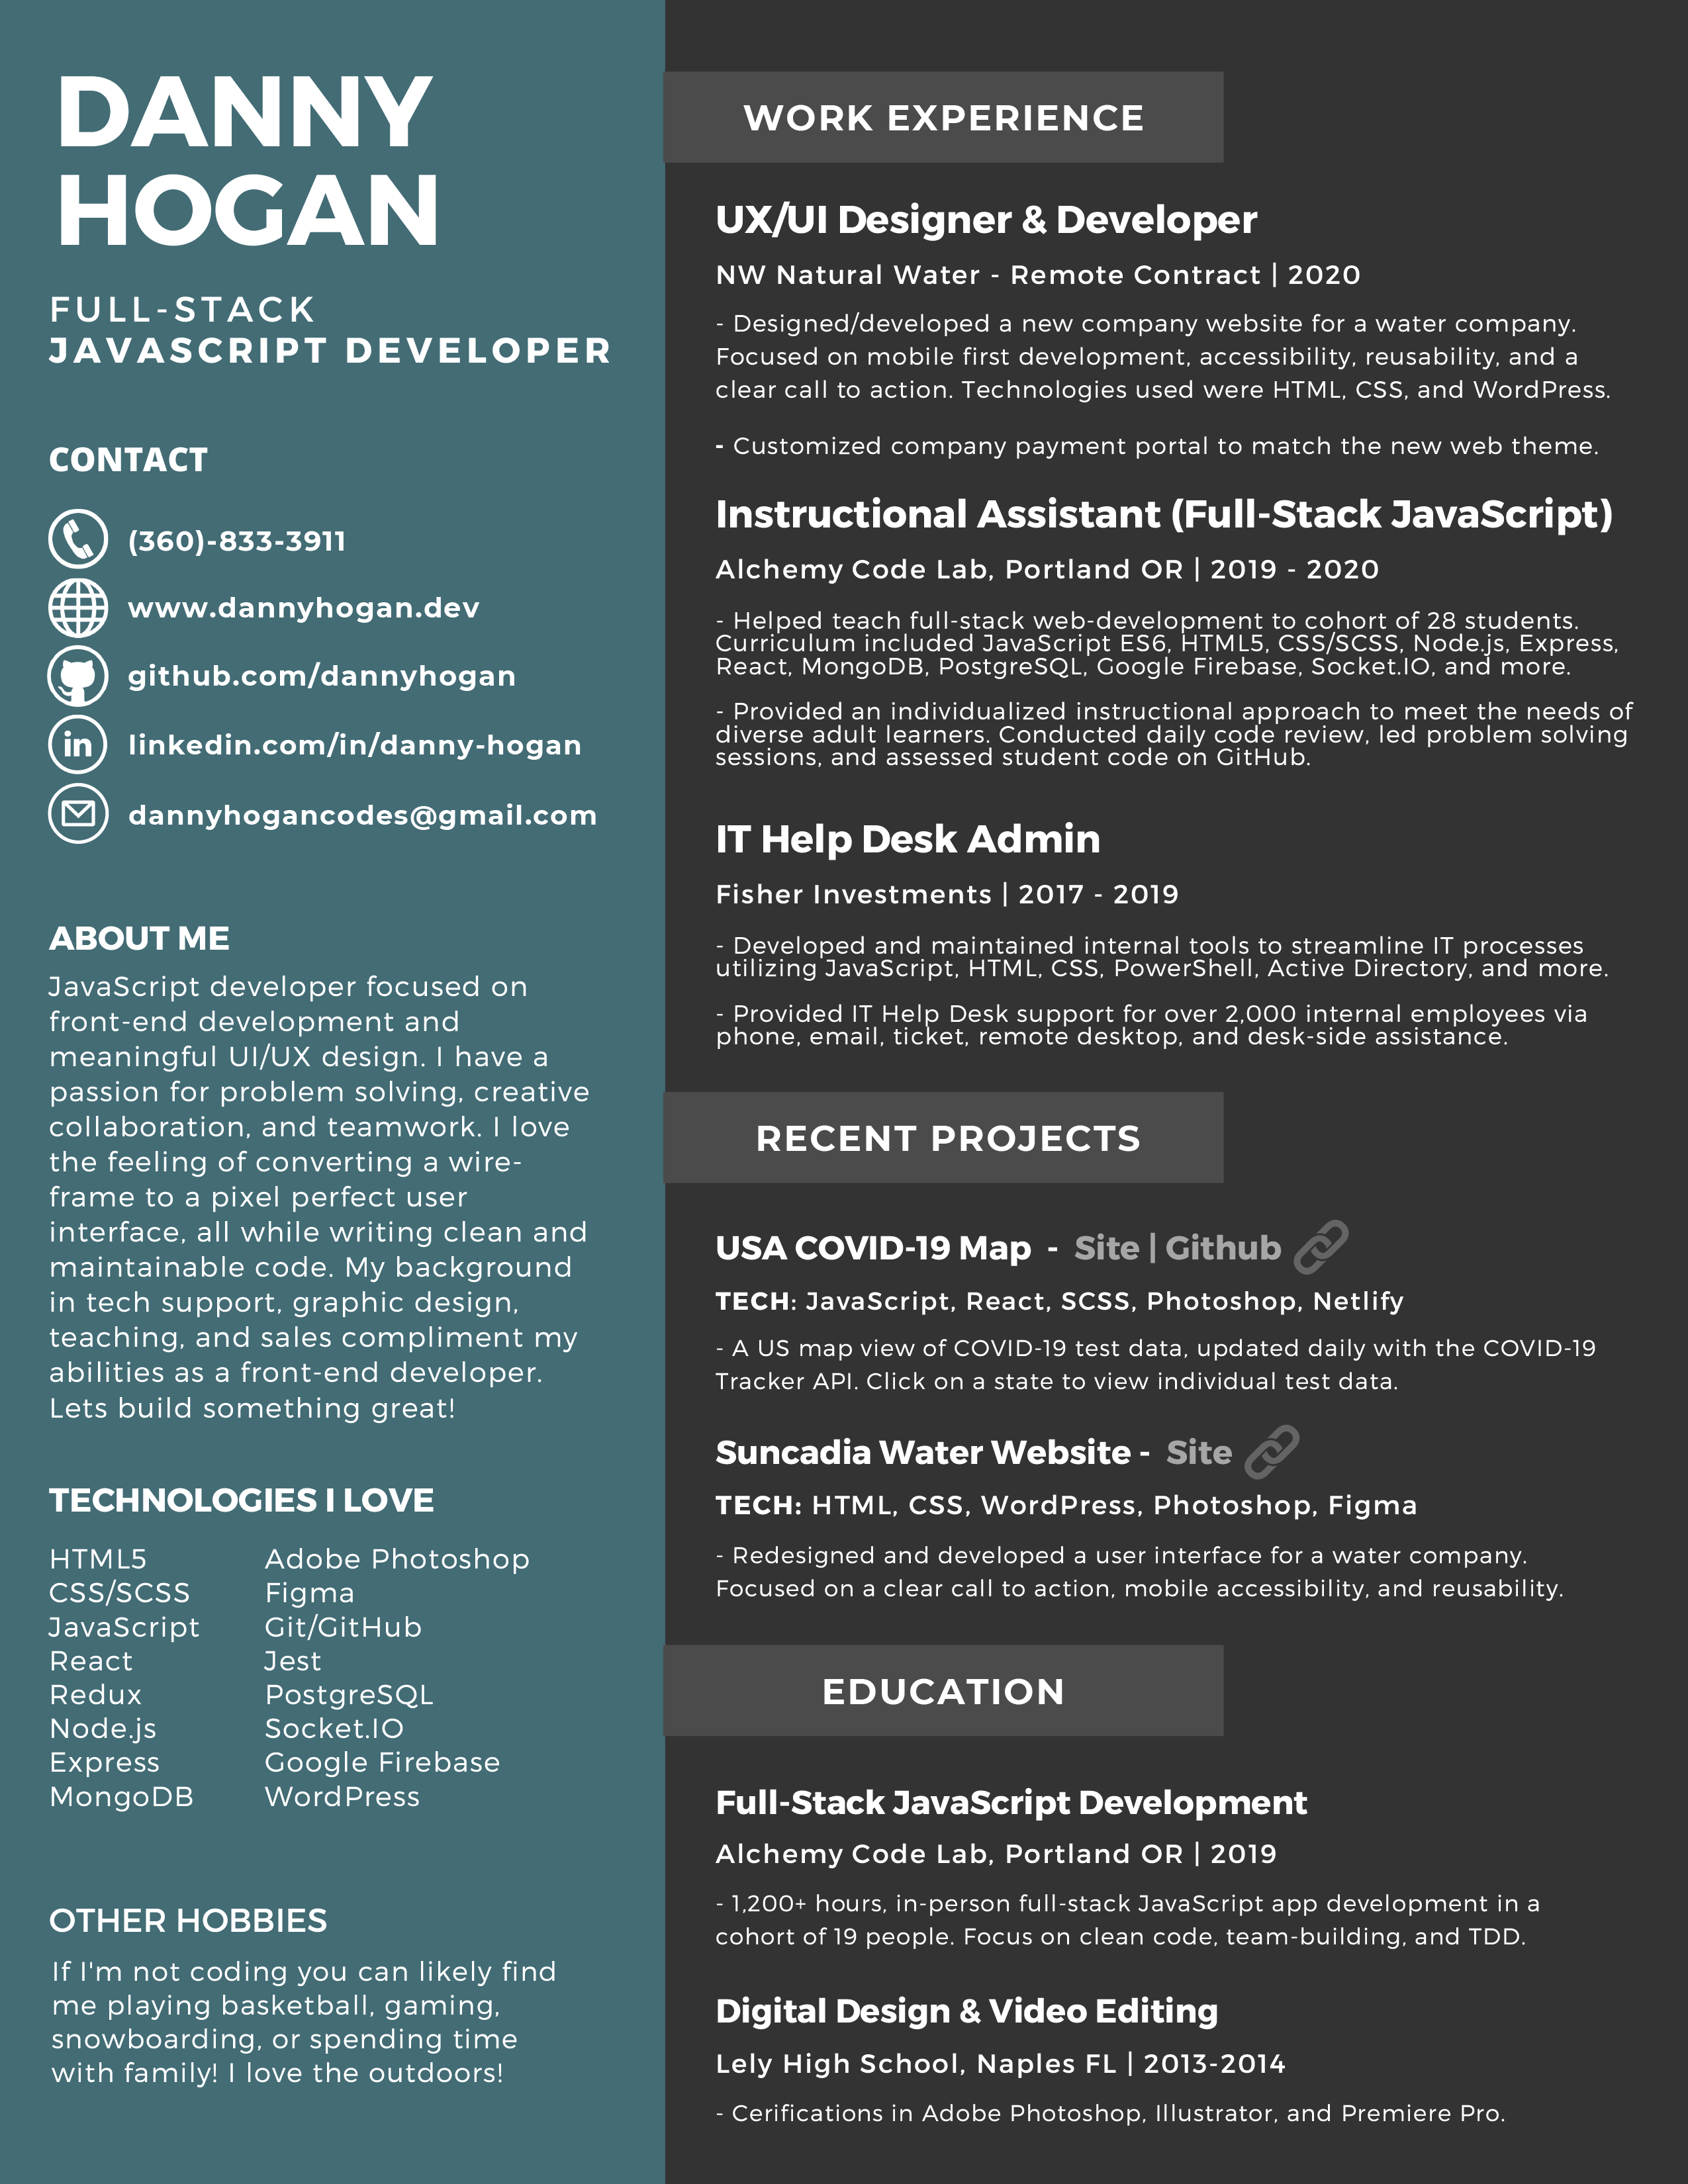 DANNY
HOGAN
FULL-STACK
JAVASCRIPT DEVELOPER
CONTACT
(360)-833-3911
www.dannyhogan.dev
github.com/dannyhogan
in linkedin.com/in/danny-hogan
dannyhogancodes@gmail.com
ABOUT ME
JavaScript developer focused on
front-end development and
meaningful UI/UX design. I have a
passion for problem solving, creative
collaboration, and teamwork. I love
the feeling of converting a wire-
frame to a pixel perfect user
interface, all while writing clean and
maintainable code. My background
in tech support, graphic design,
teaching, and sales compliment my
abilities as a front-end developer.
Lets build something great!
TECHNOLOGIES I LOVE
HTML5
CSS/SCSS
JavaScript
React
Redux
Node.js
Express
MongoDB
Adobe Photoshop
Figma
Git/GitHub
Jest
PostgreSQL
Socket.IO
Google Firebase
WordPress
OTHER HOBBIES
If I'm not coding you can likely find
me playing basketball, gaming,
snowboarding, or spending time
with family! I love the outdoors!
WORK EXPERIENCE
UX/UI Designer & Developer
NW Natural Water - Remote Contract | 2020
- Designed/developed a new company website for a water company.
Focused on mobile first development, accessibility, reusability, and a
clear call to action. Technologies used were HTML, CSS, and WordPress.
- Customized company payment portal to match the new web theme.
Instructional Assistant (Full-Stack JavaScript)
Alchemy Code Lab, Portland OR | 2019 - 2020
- Helped teach full-stack web-development to cohort of 28 students.
Curriculum included JavaScript ES6, HTML5, CSS/SCSS, Node.js, Express,
React, MongoDB, PostgreSQL, Google Firebase, Socket.IO, and more.
- Provided an individualized instructional approach to meet the needs of
diverse adult learners. Conducted daily code review, led problem solving
sessions, and assessed student code on GitHub.
IT Help Desk Admin
Fisher Investments | 2017 - 2019
- Developed and maintained internal tools to streamline IT processes
utilizing JavaScript, HTML, CSS, PowerShell, Active Directory, and more.
- Provided IT Help Desk support for over 2,000 internal employees via
phone, email, ticket, remote desktop, and desk-side assistance.
RECENT PROJECTS
USA COVID-19 Map - Site | Github
TECH: JavaScript, React, SCSS, Photoshop, Netlify
- A US map view of COVID-19 test data, updated daily with the COVID-19
Tracker API. Click on a state to view individual test data.
Suncadia Water Website - Site
TECH: HTML, CSS, WordPress, Photoshop, Figma
- Redesigned and developed a user interface for a water company.
Focused on a clear call to action, mobile accessibility, and reusability.
EDUCATION
Full-Stack JavaScript Development
Alchemy Code Lab, Portland OR | 2019
- 1,200+ hours, in-person full-stack JavaScript app development in a
cohort of 19 people. Focus on clean code, team-building, and TDD.
Digital Design & Video Editing
Lely High School, Naples FL | 2013-2014
- Cerifications in Adobe Photoshop, Illustrator, and Premiere Pro.